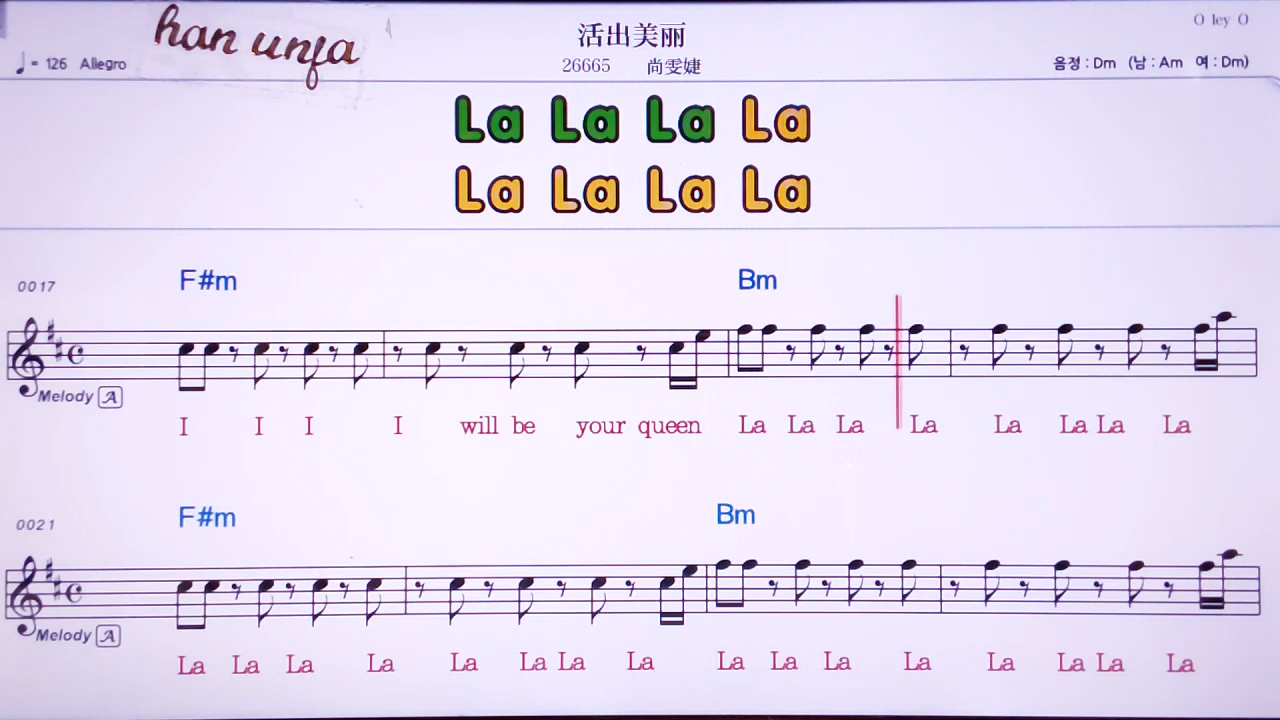 han unfa
活出美丽
O ley O
♩= 126 Allegro
26665 尚雯婕
음정 : Dm (남 : Am 여 : Dm)
La La La La
La La La La
0017
F#m Bm
Melody A
I I I I will be your queen La La La La La La La La
0021
F#m Bm
Melody A
La La La La La La La La La La La La La La La La